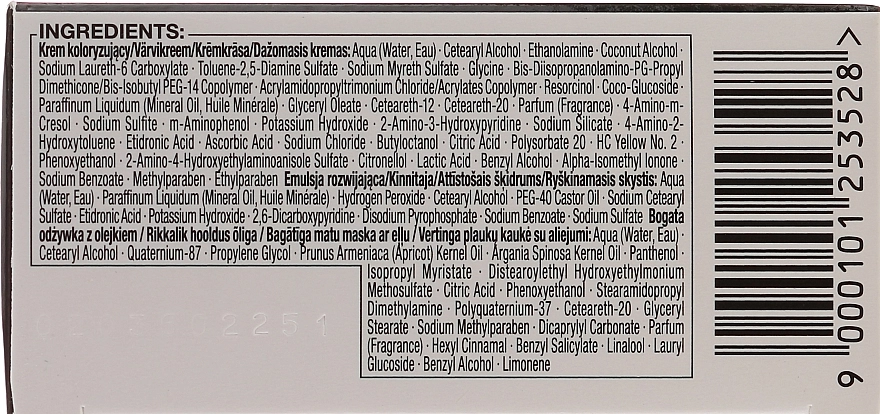 INGREDIENTS:
Krem koloryzujący/Värvikreem/Krēmkrāsa/Dažomasis kremas: Aqua (Water, Eau) · Cetearyl Alcohol · Ethanolamine · Coconut Alcohol ·
Sodium Laureth-6 Carboxylate · Toluene-2,5-Diamine Sulfate · Sodium Myreth Sulfate · Glycine · Bis-Diisopropanolamino-PG-Propyl
Dimethicone/Bis-Isobutyl PEG-14 Copolymer · Acrylamidopropyltrimonium Chloride/Acrylates Copolymer · Resorcinol · Coco-Glucoside ·
Paraffinum Liquidum (Mineral Oil, Huile Minérale) · Glyceryl Oleate · Ceteareth-12 · Ceteareth-20 · Parfum (Fragrance) · 4-Amino-m-
Cresol · Sodium Sulfite · m-Aminophenol · Potassium Hydroxide · 2-Amino-3-Hydroxypyridine · Sodium Silicate · 4-Amino-2-
Hydroxytoluene · Etidronic Acid · Ascorbic Acid · Sodium Chloride · Butyloctanol · Citric Acid · Polysorbate 20 · HC Yellow No. 2 ·
Phenoxyethanol · 2-Amino-4-Hydroxyethylaminoanisole Sulfate · Citronellol · Lactic Acid · Benzyl Alcohol · Alpha-Isomethyl Ionone ·
Sodium Benzoate · Methylparaben · Ethylparaben Emulsja rozwijająca/Kinnitaja/Attīstošais šķidrums/Ryškinamasis skystis: Aqua
(Water, Eau) · Paraffinum Liquidum (Mineral Oil, Huile Minérale) · Hydrogen Peroxide · Cetearyl Alcohol · PEG-40 Castor Oil · Sodium Cetearyl
Sulfate · Etidronic Acid · Potassium Hydroxide · 2,6-Dicarboxypyridine · Disodium Pyrophosphate · Sodium Benzoate · Sodium Sulfate Bogata
odżywka z olejkiem / Rikkalik hooldus õliga / Bagātīga matu maska ar eļļu / Vertinga plaukų kaukė su aliejumi: Aqua (Water, Eau) ·
Cetearyl Alcohol · Quaternium-87 · Propylene Glycol · Prunus Armeniaca (Apricot) Kernel Oil · Argania Spinosa Kernel Oil · Panthenol ·
Isopropyl Myristate · Distearoylethyl Hydroxyethylmonium
Methosulfate · Citric Acid · Phenoxyethanol · Stearamidopropyl
Dimethylamine · Polyquaternium-37 · Ceteareth-20 · Glyceryl
Stearate · Sodium Methylparaben · Dicaprylyl Carbonate · Parfum
(Fragrance) · Hexyl Cinnamal · Benzyl Salicylate · Linalool · Lauryl
Glucoside · Benzyl Alcohol · Limonene
2251
9 000101 253528 >